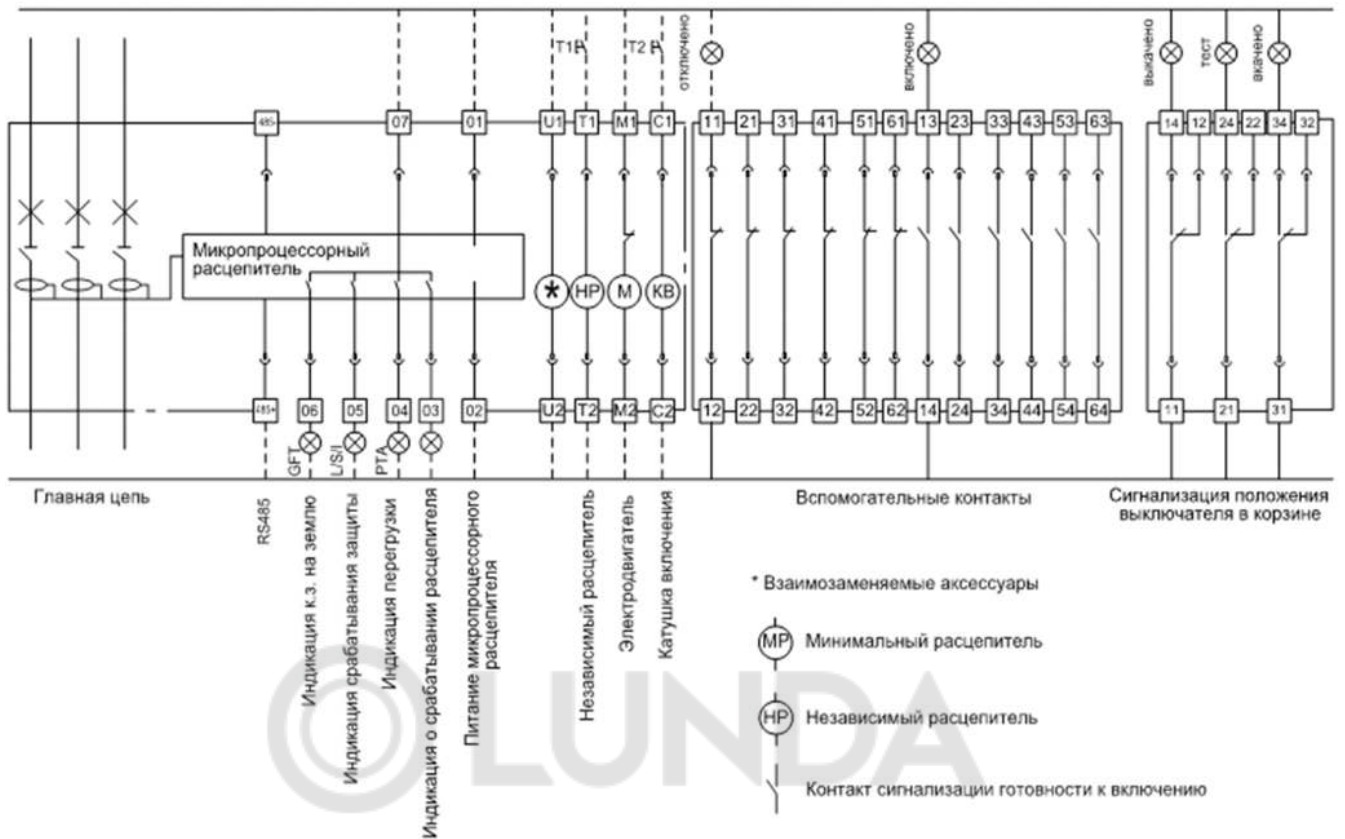 T1 T2 отключено включено выкачено тест вкачено
485- 07 01 U1 T1 M1 C1 11 21 31 41 51 61 13 23 33 43 53 63 14 12 24 22 34 32
Микропроцессорный
расцепитель
* НР М КВ
485+ 06 05 04 03 02 U2 T2 M2 C2 12 22 32 42 52 62 14 24 34 44 54 64 11 21 31
GFT L/S/I PTA
Главная цепь
RS485
Индикация к.з. на землю
Индикация срабатывания защиты
Индикация перегрузки
Индикация о срабатывании расцепителя
Питание микропроцессорного
расцепителя
Независимый расцепитель
Электродвигатель
Катушка включения
Вспомогательные контакты
Сигнализация положения
выключателя в корзине
* Взаимозаменяемые аксессуары
МР Минимальный расцепитель
НР Независимый расцепитель
Контакт сигнализации готовности к включению
LUNDA